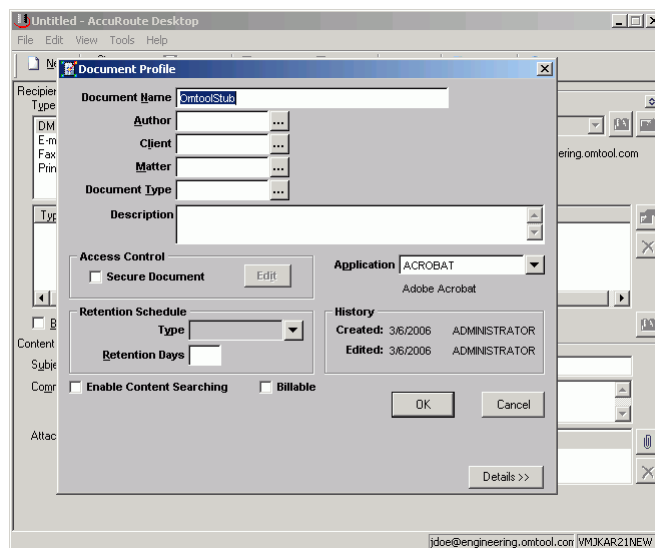 Untitled - AccuRoute Desktop
File Edit View Tools Help
Document Profile
Recipier
Type
DM
E-m
Fax
Prin
ering.omtool.com
Document Name OmtoolStub
Author ...
Client ...
Matter ...
Document Type ...
Description
Access Control
Secure Document Edit
Application ACROBAT
Adobe Acrobat
Retention Schedule
Type
Retention Days
History
Created: 3/6/2006 ADMINISTRATOR
Edited: 3/6/2006 ADMINISTRATOR
Enable Content Searching Billable
OK Cancel
Details >>
Content
Subje
Comr
Attac
jdoe@engineering.omtool.com VMJKAR21NEW